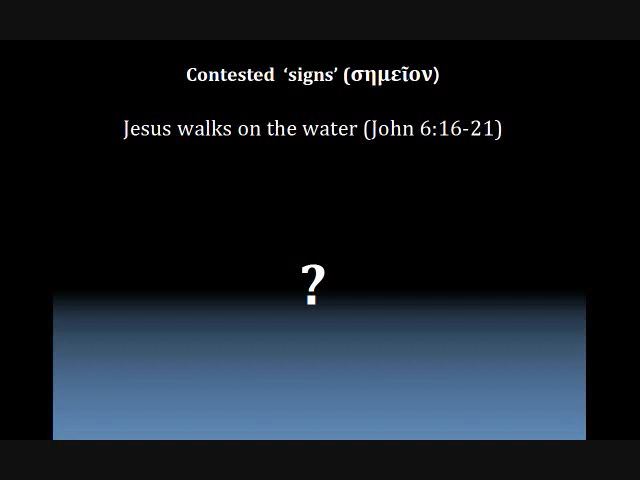 Contested ‘signs’ (σημεῖον)
Jesus walks on the water (John 6:16-21)
?